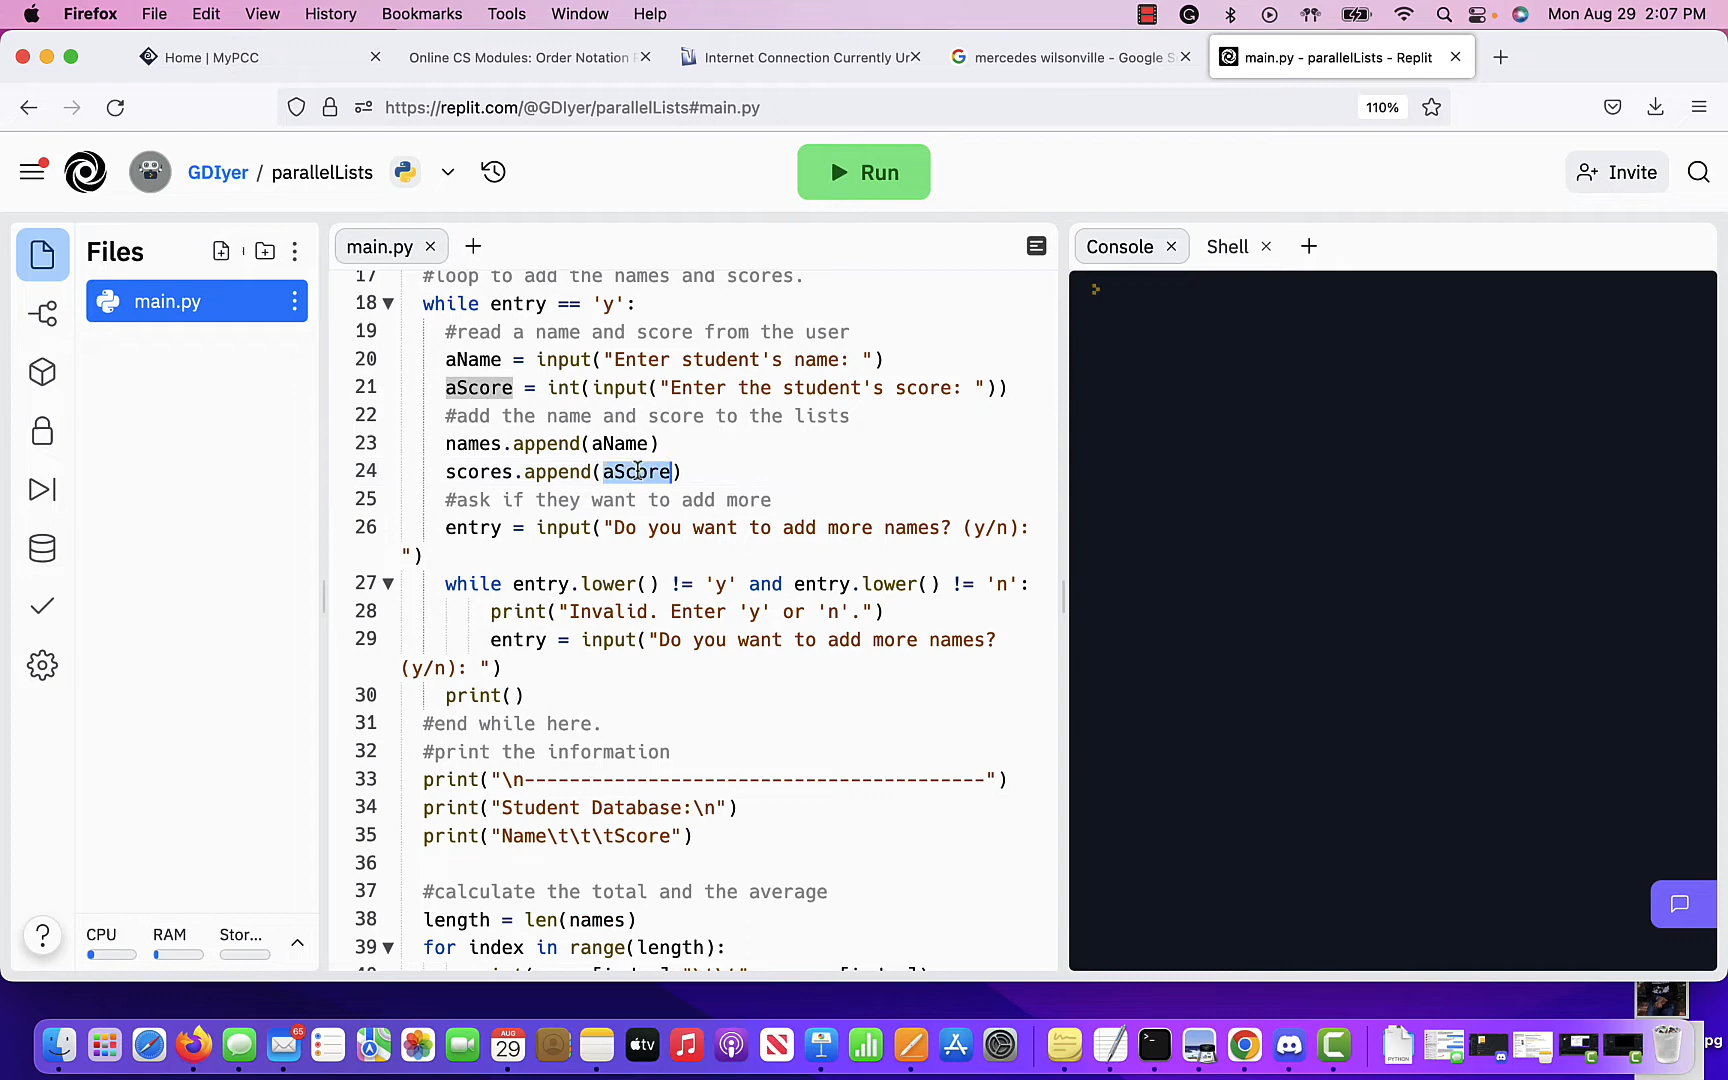 Firefox File Edit View History Bookmarks Tools Window Help Mon Aug 29 2:07 PM
Home | MyPCC Online CS Modules: Order Notation Internet Connection Currently Ur mercedes wilsonville - Google main.py - parallelLists - Replit
https://replit.com/@GDIyer/parallelLists#main.py 110%
GDIyer / parallelLists Run Invite
Files main.py Console Shell
main.py
17 #loop to add the names and scores.
18 while entry == 'y':
19 #read a name and score from the user
20 aName = input("Enter student's name: ")
21 aScore = int(input("Enter the student's score: "))
22 #add the name and score to the lists
23 names.append(aName)
24 scores.append(aScore)
25 #ask if they want to add more
26 entry = input("Do you want to add more names? (y/n):
")
27 while entry.lower() != 'y' and entry.lower() != 'n':
28 print("Invalid. Enter 'y' or 'n'.")
29 entry = input("Do you want to add more names?
(y/n): ")
30 print()
31 #end while here.
32 #print the information
33 print("\n-----------------------------------------")
34 print("Student Database:\n")
35 print("Name\t\t\tScore")
36
37 #calculate the total and the average
38 length = len(names)
39 for index in range(length):
CPU RAM Stor...
65
AUG
29
tv
PYTHON
pg